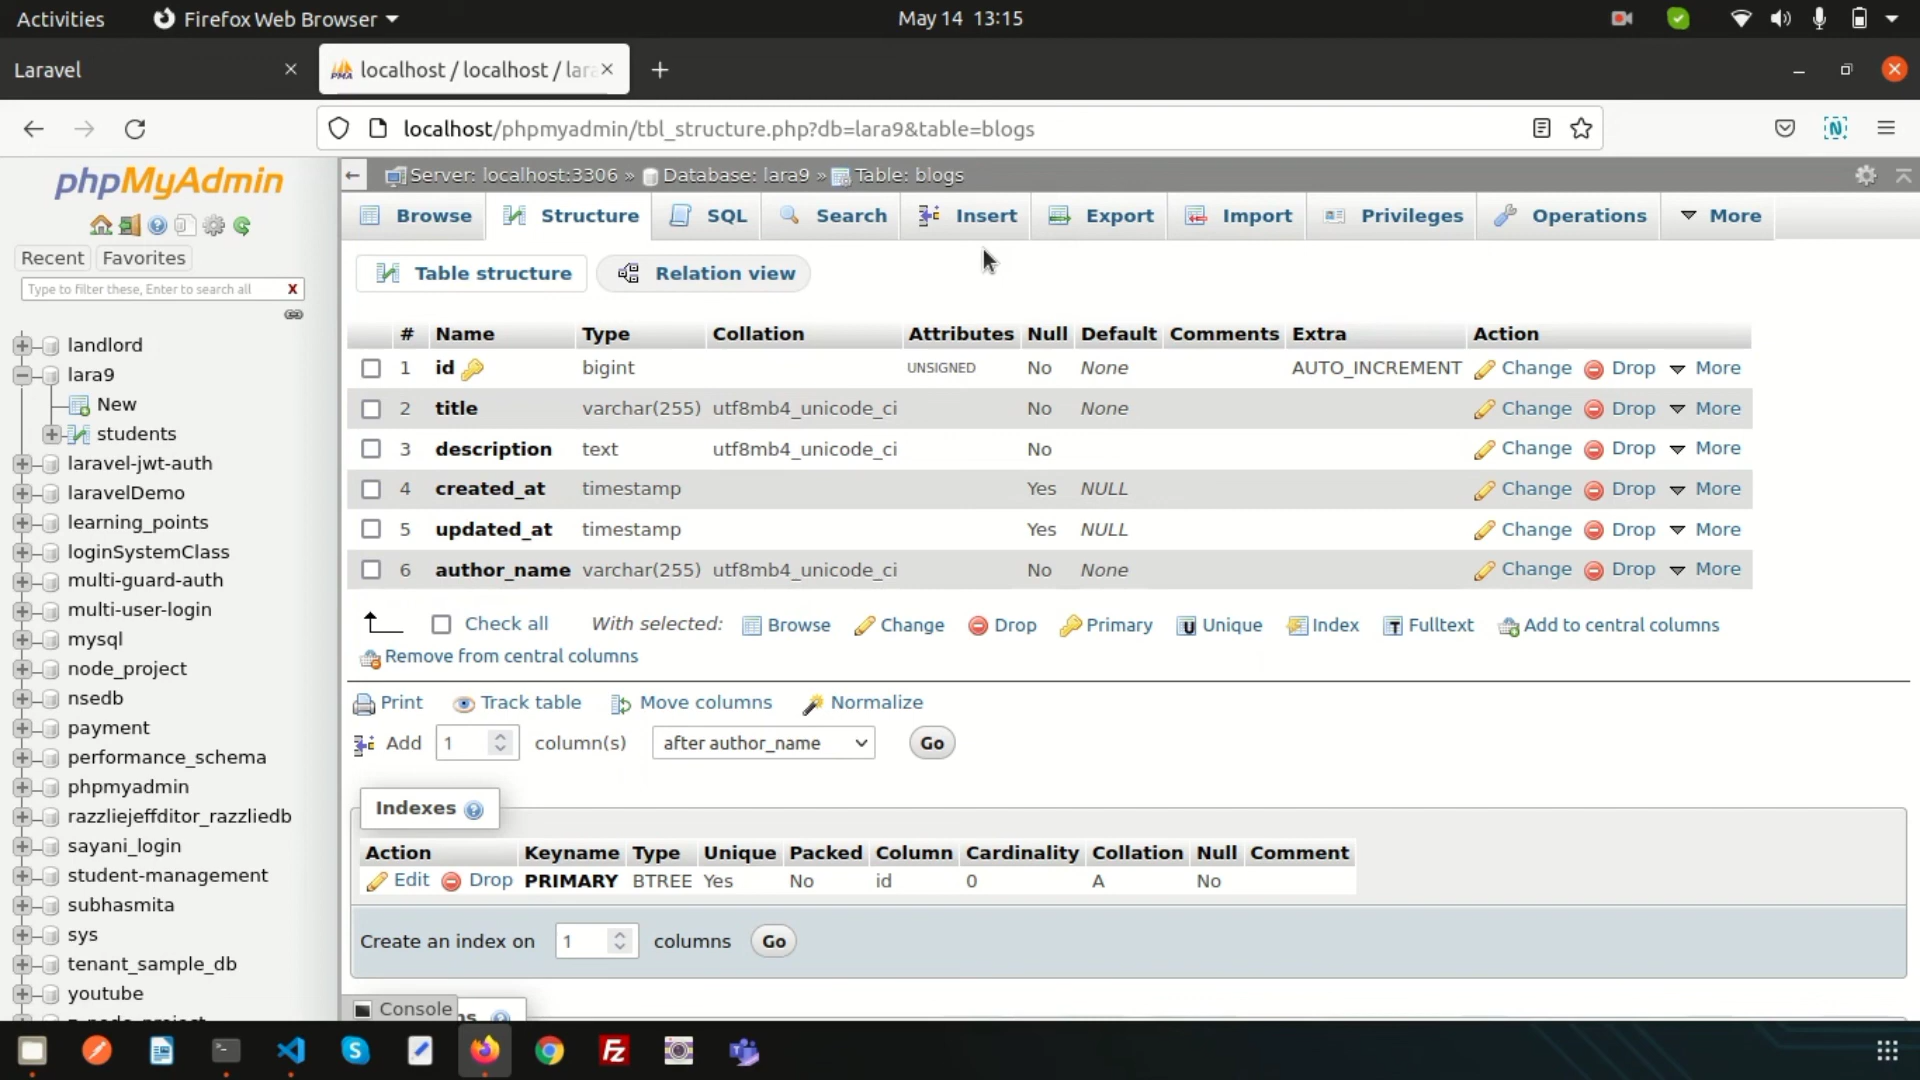 Activities Firefox Web Browser May 14 13:15
Laravel localhost / localhost / lar
localhost/phpmyadmin/tbl_structure.php?db=lara9&table=blogs
phpMyAdmin
Recent Favorites
Type to filter these, Enter to search all X
landlord
lara9
New
students
laravel-jwt-auth
laravelDemo
learning_points
loginSystemClass
multi-guard-auth
multi-user-login
mysql
node_project
nsedb
payment
performance_schema
phpmyadmin
razzliejeffditor_razzliedb
sayani_login
student-management
subhasmita
sys
tenant_sample_db
youtube
Server: localhost:3306 » Database: lara9 » Table: blogs
Browse Structure SQL Search Insert Export Import Privileges Operations More
Table structure Relation view
# Name Type Collation Attributes Null Default Comments Extra Action
1 id bigint UNSIGNED No None AUTO_INCREMENT Change Drop More
2 title varchar(255) utf8mb4_unicode_ci No None Change Drop More
3 description text utf8mb4_unicode_ci No Change Drop More
4 created_at timestamp Yes NULL Change Drop More
5 updated_at timestamp Yes NULL Change Drop More
6 author_name varchar(255) utf8mb4_unicode_ci No None Change Drop More
Check all With selected: Browse Change Drop Primary Unique Index Fulltext Add to central columns
Remove from central columns
Print Track table Move columns Normalize
Add 1 column(s) after author_name Go
Indexes
Action Keyname Type Unique Packed Column Cardinality Collation Null Comment
Edit Drop PRIMARY BTREE Yes No id 0 A No
Create an index on 1 columns Go
Console